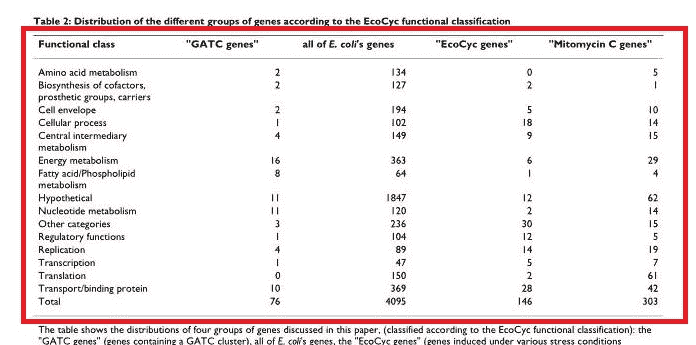 Table 2: Distribution of the different groups of genes according to the EcoCyc functional classification
Functional class "GATC genes" all of E. coli's genes "EcoCyc genes" "Mitomycin C genes"
Amino acid metabolism 2 134 0 5
Biosynthesis of cofactors, 2 127 2 1
prosthetic groups, carriers
Cell envelope 2 194 5 10
Cellular process 1 102 18 14
Central intermediary 4 149 9 15
metabolism
Energy metabolism 16 363 6 29
Fatty acid/Phospholipid 8 64 1 4
metabolism
Hypothetical 11 1847 12 62
Nucleotide metabolism 11 120 2 14
Other categories 3 236 30 15
Regulatory functions 1 104 12 5
Replication 4 89 14 19
Transcription 1 47 5 7
Translation 0 150 2 61
Transport/binding protein 10 369 28 42
Total 76 4095 146 303
The table shows the distributions of four groups of genes discussed in this paper, (classified according to the EcoCyc functional classification): the
"GATC genes" (genes containing a GATC cluster), all of E. coli's genes, the "EcoCyc genes" (genes induced under various stress conditions